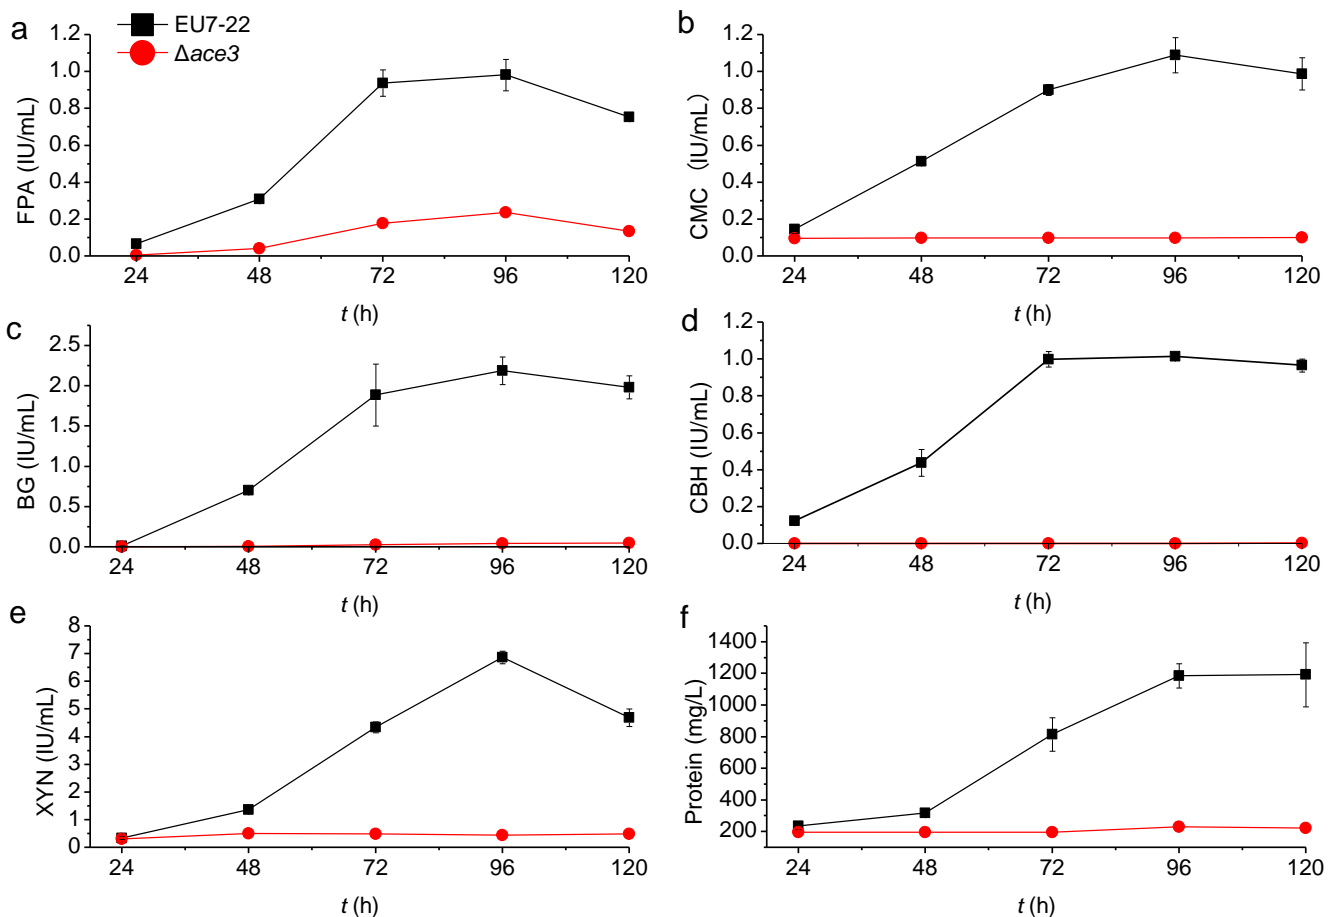 a
EU7-22
Δace3
FPA (IU/mL)
1.2
1.0
0.8
0.6
0.4
0.2
0.0
24 48 72 96 120
t (h)
b
CMC (IU/mL)
1.2
1.0
0.8
0.6
0.4
0.2
0.0
24 48 72 96 120
t (h)
c
BG (IU/mL)
2.5
2.0
1.5
1.0
0.5
0.0
24 48 72 96 120
t (h)
d
CBH (IU/mL)
1.2
1.0
0.8
0.6
0.4
0.2
0.0
24 48 72 96 120
t (h)
e
XYN (IU/mL)
8
7
6
5
4
3
2
1
0
24 48 72 96 120
t (h)
f
Protein (mg/L)
1400
1200
1000
800
600
400
200
24 48 72 96 120
t (h)